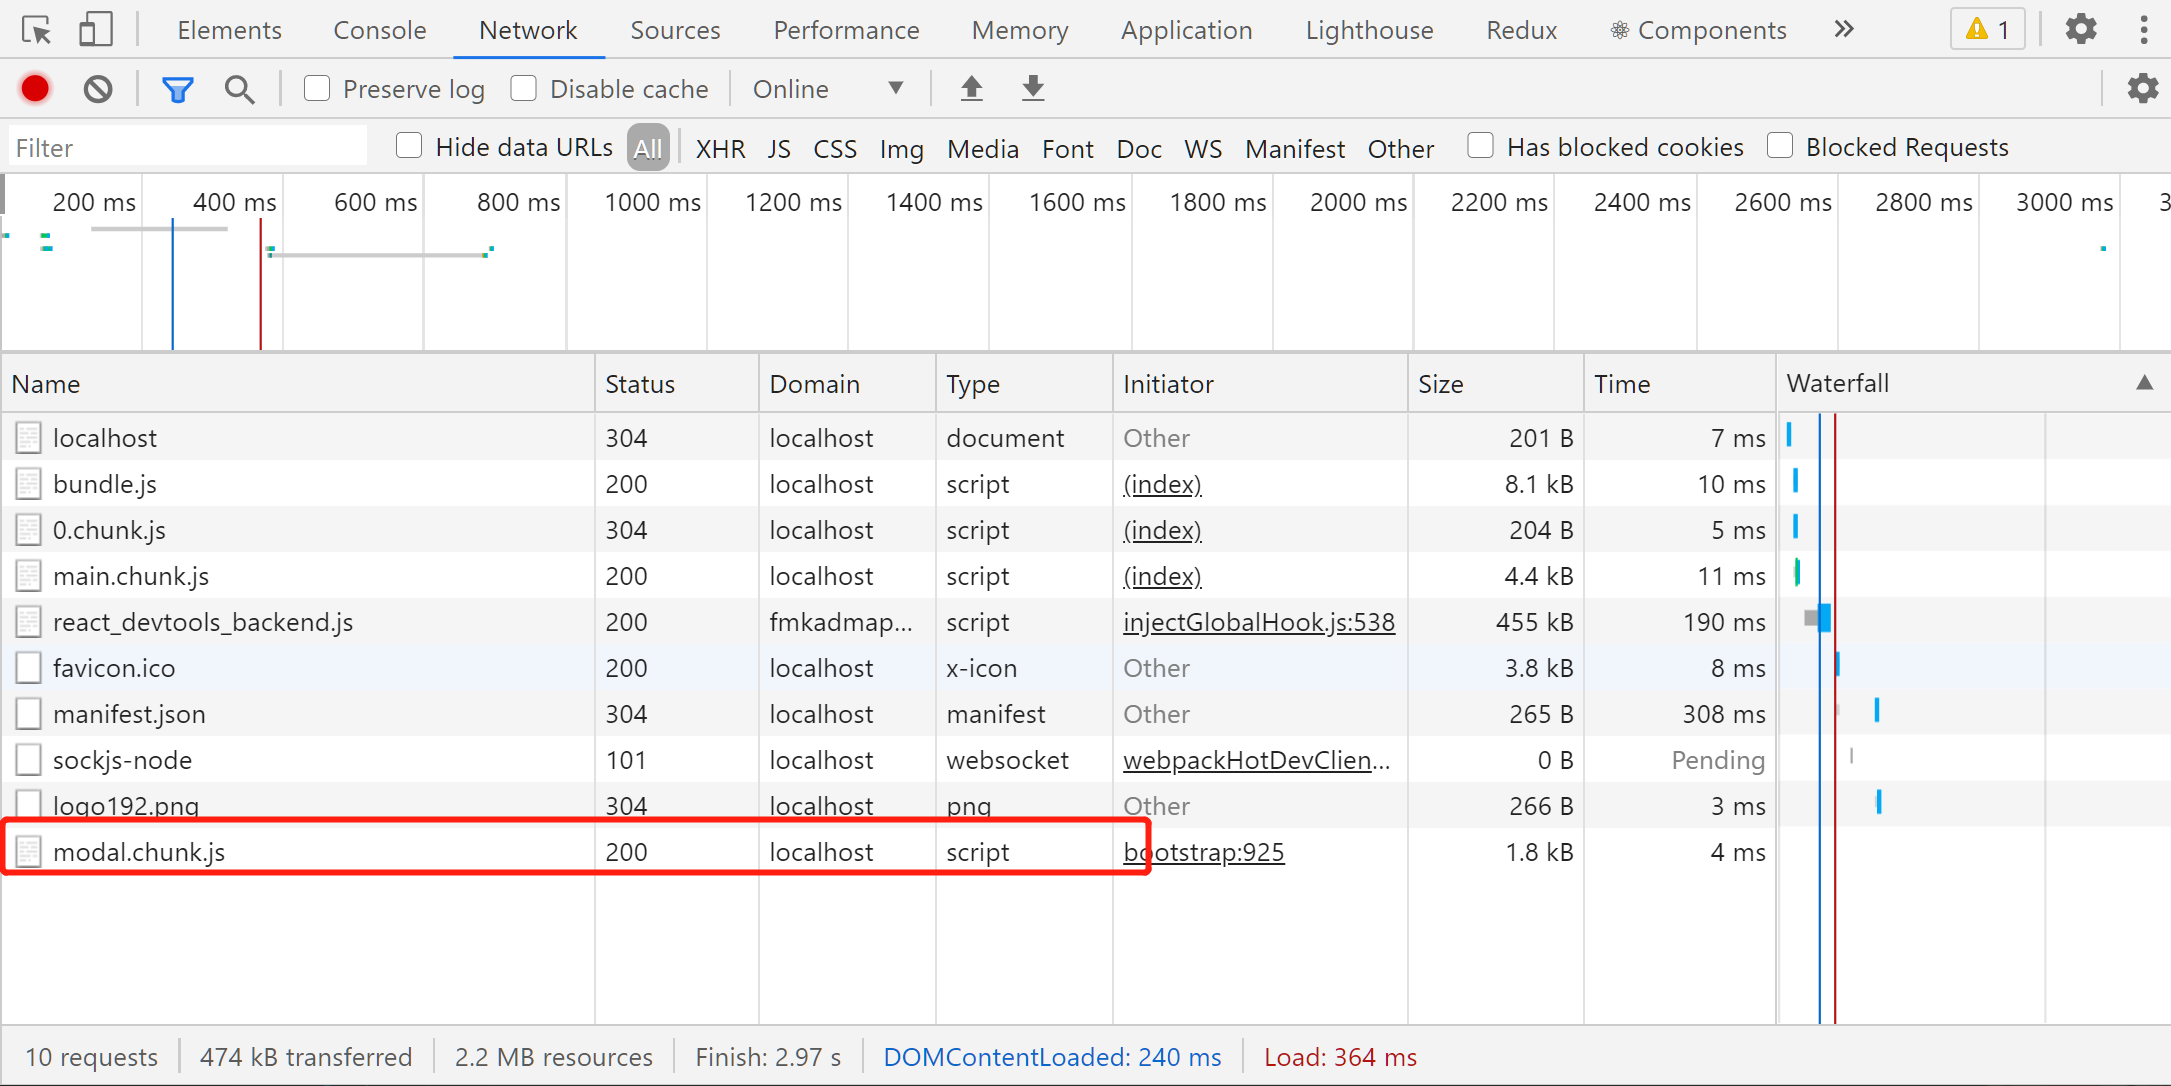 Elements Console Network Sources Performance Memory Application Lighthouse Redux Components 1
Preserve log Disable cache Online
Filter Hide data URLs All XHR JS CSS Img Media Font Doc WS Manifest Other Has blocked cookies Blocked Requests
200 ms 400 ms 600 ms 800 ms 1000 ms 1200 ms 1400 ms 1600 ms 1800 ms 2000 ms 2200 ms 2400 ms 2600 ms 2800 ms 3000 ms 3
Name Status Domain Type Initiator Size Time Waterfall
localhost 304 localhost document Other 201 B 7 ms
bundle.js 200 localhost script (index) 8.1 kB 10 ms
0.chunk.js 304 localhost script (index) 204 B 5 ms
main.chunk.js 200 localhost script (index) 4.4 kB 11 ms
react_devtools_backend.js 200 fmkadmap... script injectGlobalHook.js:538 455 kB 190 ms
favicon.ico 200 localhost x-icon Other 3.8 kB 8 ms
manifest.json 304 localhost manifest Other 265 B 308 ms
sockjs-node 101 localhost websocket webpackHotDevClien... 0 B Pending
logo192.png 304 localhost png Other 266 B 3 ms
modal.chunk.js 200 localhost script bootstrap:925 1.8 kB 4 ms
10 requests 474 kB transferred 2.2 MB resources Finish: 2.97 s DOMContentLoaded: 240 ms Load: 364 ms